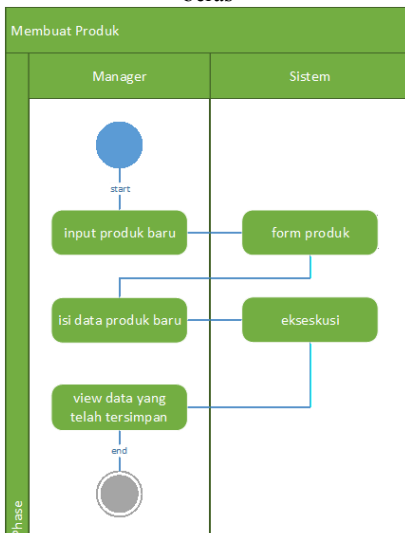 Membuat Produk
Manager
Sistem
start
input produk baru
form produk
isi data produk baru
ekseskusi
view data yang
telah tersimpan
end
Phase